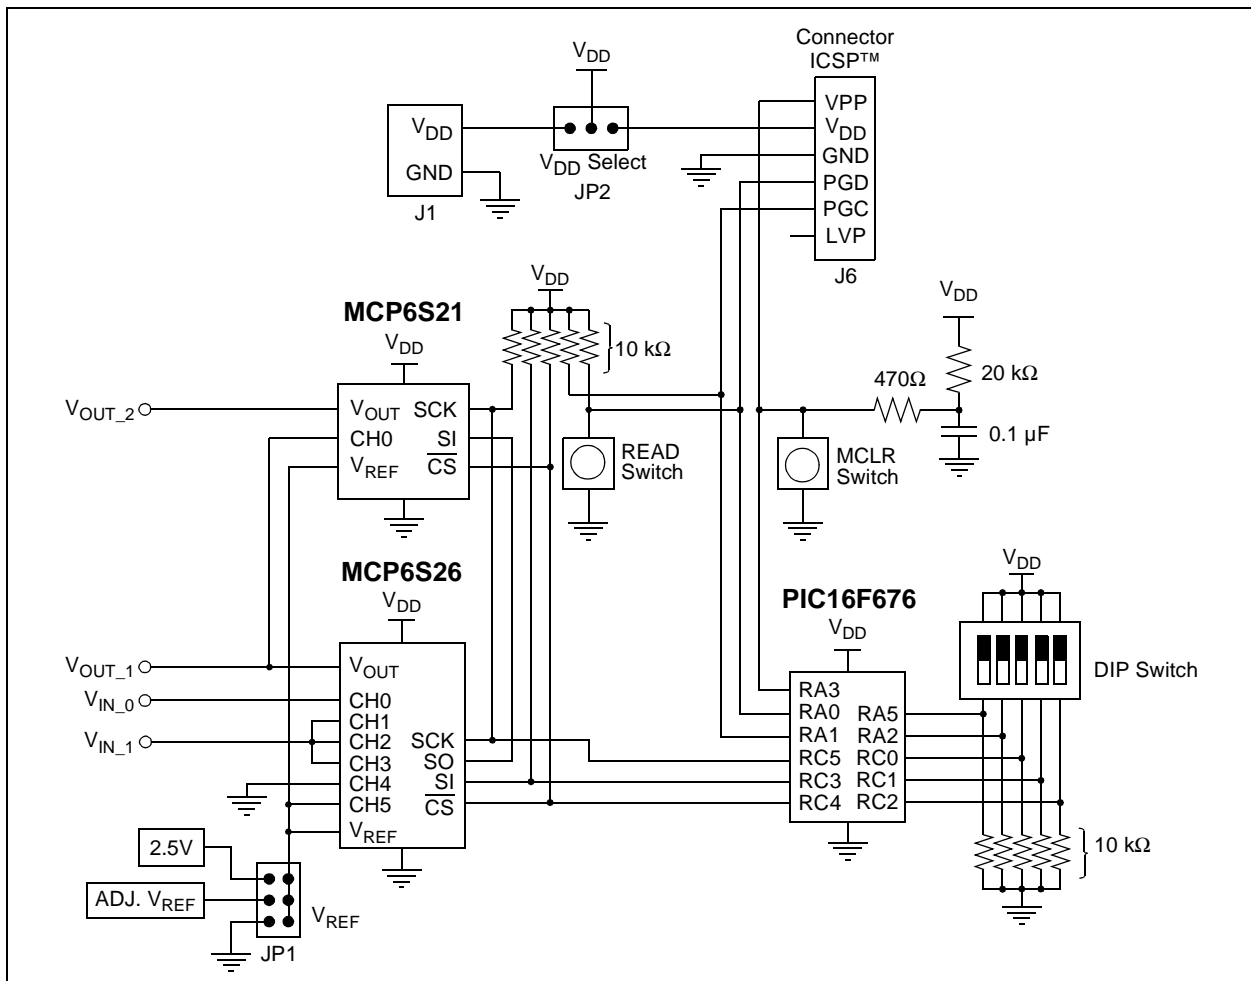 Connector
ICSP™
VDD
VPP
VDD
GND
PGD
PGC
LVP
J6
VDD
GND
J1
VDD Select
JP2
VDD
10 kΩ
MCP6S21
VDD
VOUT_2
VOUT
CH0
VREF
SCK
SI
CS
READ
Switch
MCLR
Switch
470Ω
VDD
20 kΩ
0.1 µF
MCP6S26
VDD
VOUT_1
VIN_0
VIN_1
VOUT
CH0
CH1
CH2
CH3
CH4
CH5
VREF
SCK
SO
SI
CS
PIC16F676
VDD
RA3
RA0
RA1
RC5
RC3
RC4
RA5
RA2
RC0
RC1
RC2
VDD
DIP Switch
10 kΩ
2.5V
ADJ. VREF
VREF
JP1